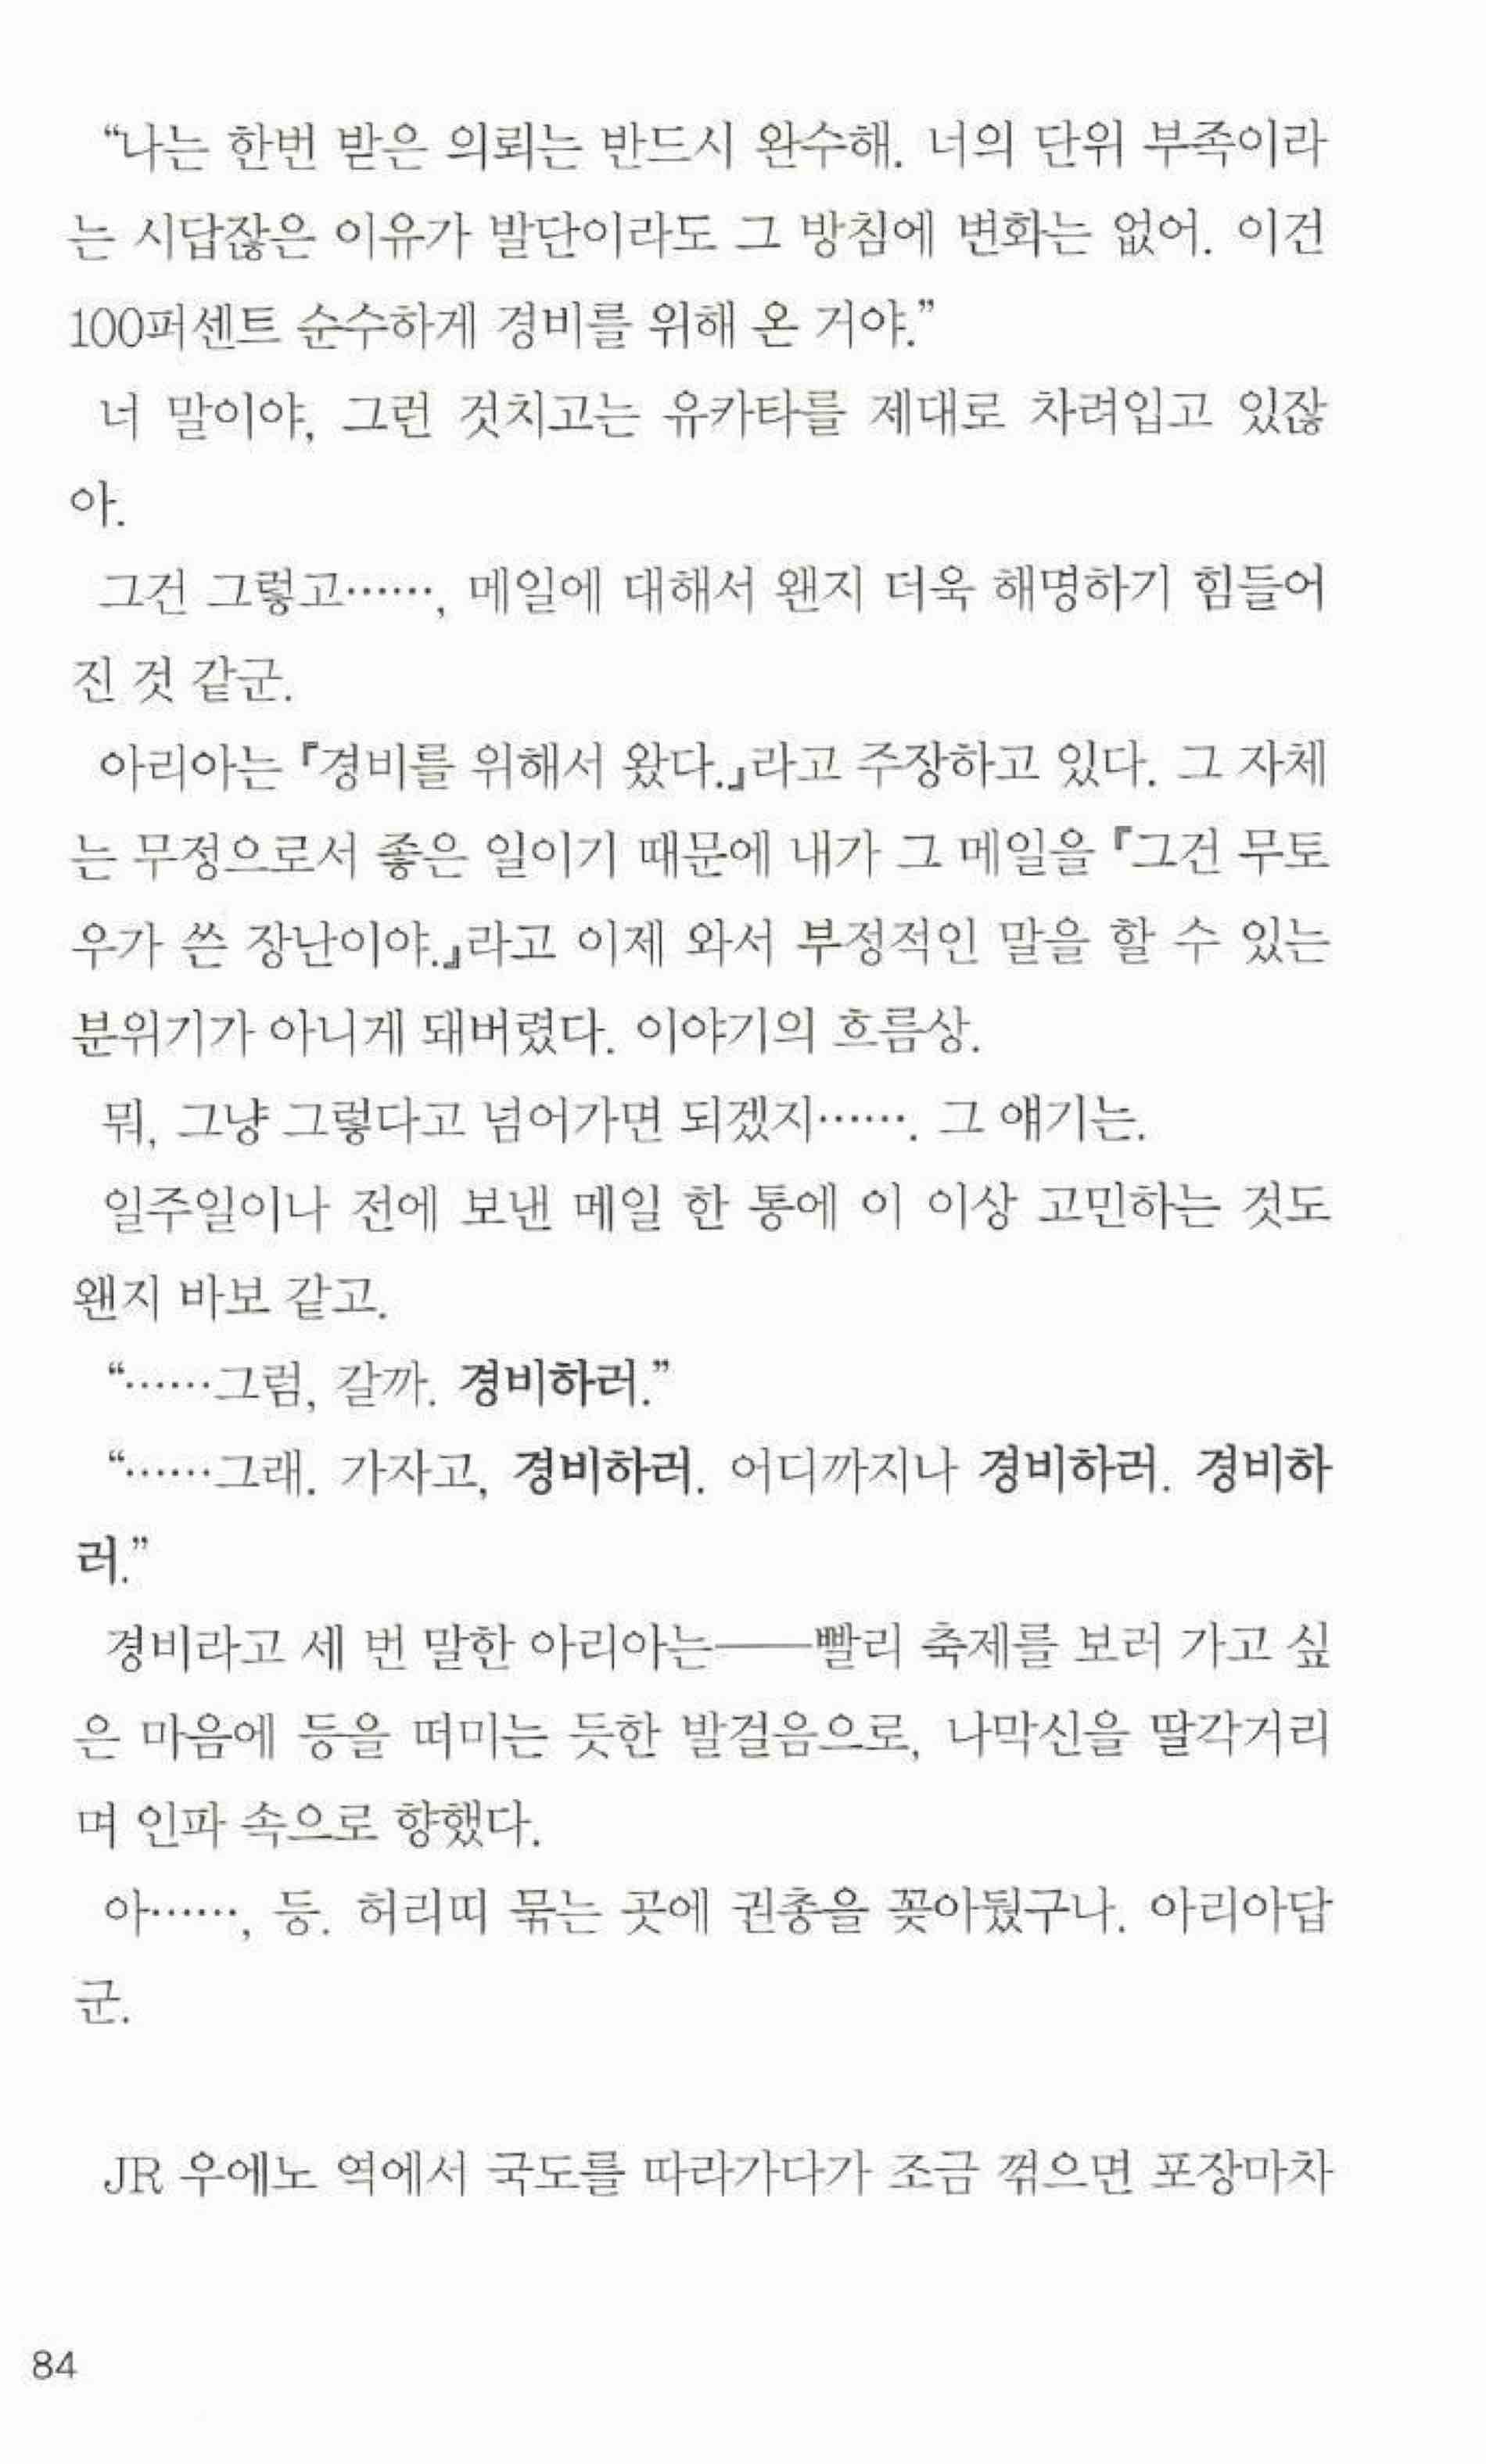 “나는 한번 받은 의뢰는 반드시 완수해. 너의 단위 부족이라
는 시답잖은 이유가 발단이라도 그 방침에 변화는 없어. 이건
100퍼센트 순수하게 경비를 위해 온 거야.”
너 말이야, 그런 것치고는 유카타를 제대로 차려입고 있잖
아.
그건 그렇고……, 메일에 대해서 왠지 더욱 해명하기 힘들어
진 것 같군.
아리아는 『경비를 위해서 왔다.』라고 주장하고 있다. 그 자체
는 무정으로서 좋은 일이기 때문에 내가 그 메일을 『그건 무토
우가 쓴 장난이야.』라고 이제 와서 부정적인 말을 할 수 있는
분위기가 아니게 돼버렸다. 이야기의 흐름상.
뭐, 그냥 그렇다고 넘어가면 되겠지……. 그 얘기는.
일주일이나 전에 보낸 메일 한 통에 이 이상 고민하는 것도
왠지 바보 같고.
“……그럼, 갈까. 경비하러.”
“……그래. 가자고, 경비하러. 어디까지나 경비하러. 경비하
러.”
경비라고 세 번 말한 아리아는――빨리 축제를 보러 가고 싶
은 마음에 등을 떠미는 듯한 발걸음으로, 나막신을 딸각거리
며 인파 속으로 향했다.
아……, 등. 허리띠 묶는 곳에 권총을 꽂아뒀구나. 아리아답
군.
JR 우에노 역에서 국도를 따라가다가 조금 꺾으면 포장마차
84